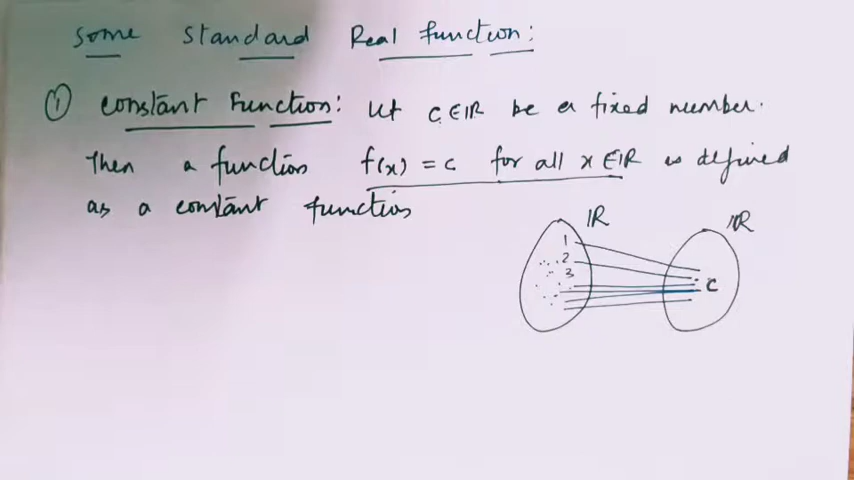 Some Standard Real function:
① Constant Function: Let C∈ℝ be a fixed number.
Then a function f(x) = c for all x∈ℝ is defined
as a constant function
ℝ ℝ
1
2
3
C